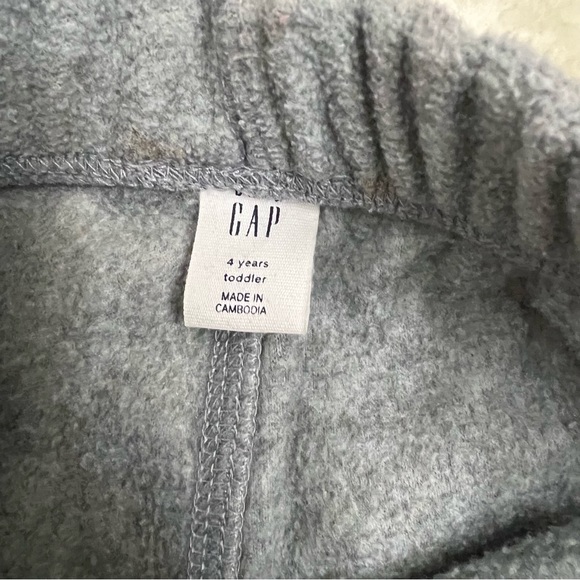 GAP
4 years
toddler
MADE IN
CAMBODIA